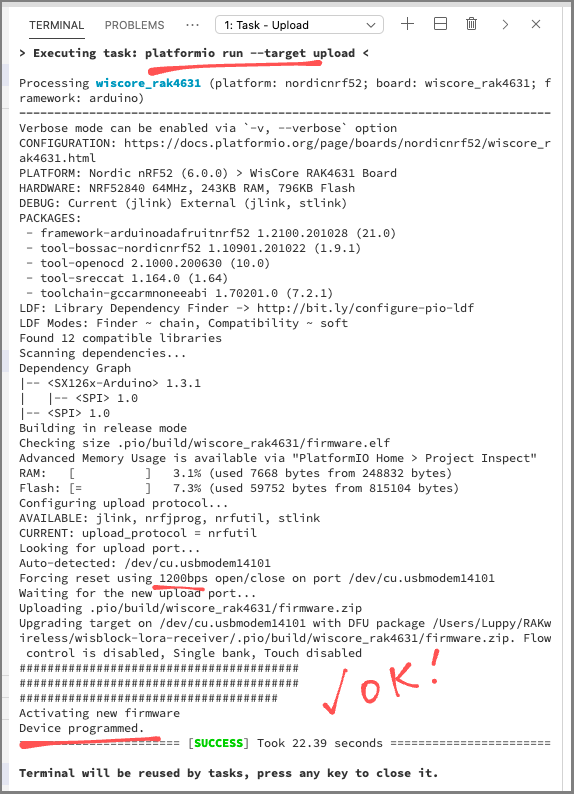 TERMINAL PROBLEMS ··· 1: Task - Upload
> Executing task: platformio run --target upload <
Processing wiscore_rak4631 (platform: nordicnrf52; board: wiscore_rak4631; f
ramework: arduino)
--------------------------------------------------------------------------------
Verbose mode can be enabled via `-v, --verbose` option
CONFIGURATION: https://docs.platformio.org/page/boards/nordicnrf52/wiscore_r
ak4631.html
PLATFORM: Nordic nRF52 (6.0.0) > WisCore RAK4631 Board
HARDWARE: NRF52840 64MHz, 243KB RAM, 796KB Flash
DEBUG: Current (jlink) External (jlink, stlink)
PACKAGES:
- framework-arduinoadafruitnrf52 1.2100.201028 (21.0)
- tool-bossac-nordicnrf52 1.10901.201022 (1.9.1)
- tool-openocd 2.1000.200630 (10.0)
- tool-sreccat 1.164.0 (1.64)
- toolchain-gccarmnoneeabi 1.70201.0 (7.2.1)
LDF: Library Dependency Finder -> http://bit.ly/configure-pio-ldf
LDF Modes: Finder ~ chain, Compatibility ~ soft
Found 12 compatible libraries
Scanning dependencies...
Dependency Graph
|-- <SX126x-Arduino> 1.3.1
|   |-- <SPI> 1.0
|-- <SPI> 1.0
Building in release mode
Checking size .pio/build/wiscore_rak4631/firmware.elf
Advanced Memory Usage is available via "PlatformIO Home > Project Inspect"
RAM:   [          ]   3.1% (used 7668 bytes from 248832 bytes)
Flash: [=         ]   7.3% (used 59752 bytes from 815104 bytes)
Configuring upload protocol...
AVAILABLE: jlink, nrfjprog, nrfutil, stlink
CURRENT: upload_protocol = nrfutil
Looking for upload port...
Auto-detected: /dev/cu.usbmodem14101
Forcing reset using 1200bps open/close on port /dev/cu.usbmodem14101
Waiting for the new upload port...
Uploading .pio/build/wiscore_rak4631/firmware.zip
Upgrading target on /dev/cu.usbmodem14101 with DFU package /Users/Luppy/RAKw
ireless/wisblock-lora-receiver/.pio/build/wiscore_rak4631/firmware.zip. Flow
control is disabled, Single bank, Touch disabled
########################################
########################################
#####################################
√ OK!
Activating new firmware
Device programmed.
======================= [SUCCESS] Took 22.39 seconds =======================
Terminal will be reused by tasks, press any key to close it.